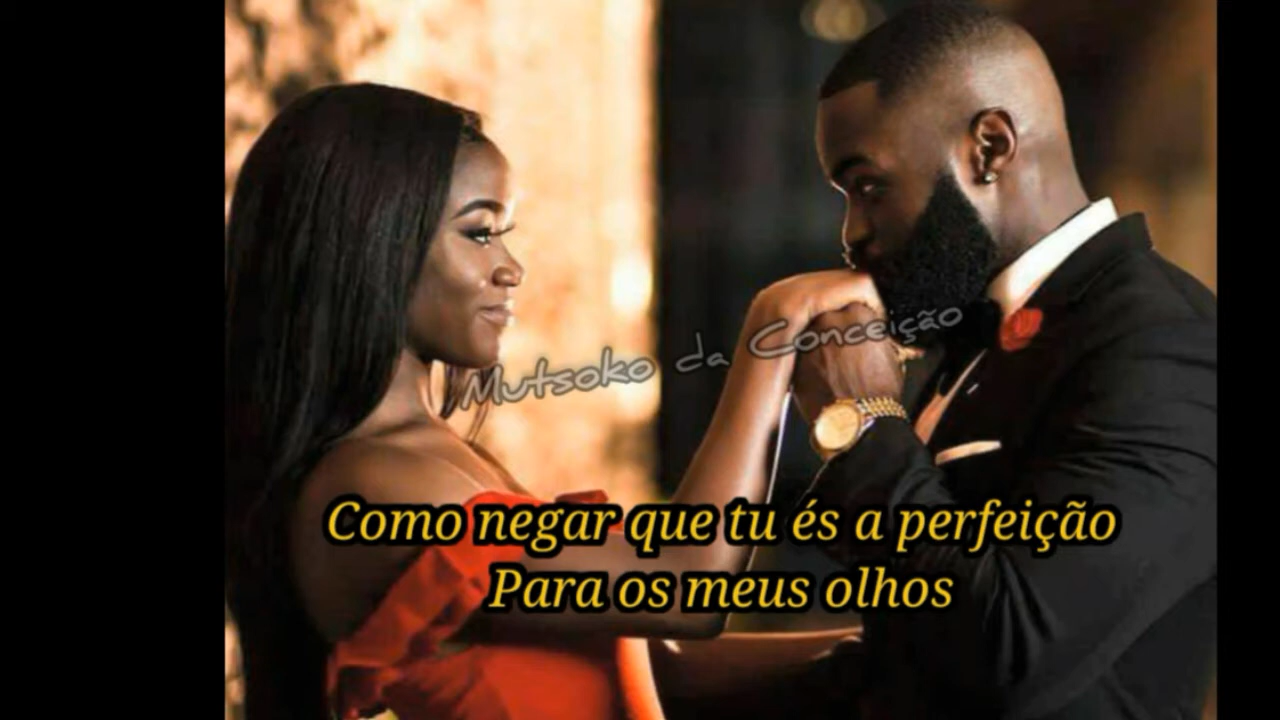 Mutsoko da Conceição
Como negar que tu és a perfeição
Para os meus olhos